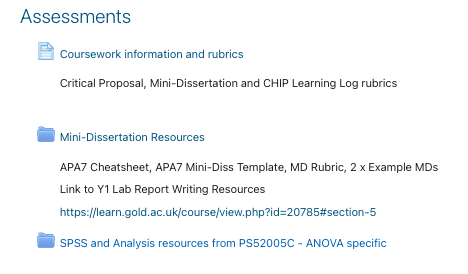 Assessments
Coursework information and rubrics
Critical Proposal, Mini-Dissertation and CHIP Learning Log rubrics
Mini-Dissertation Resources
APA7 Cheatsheet, APA7 Mini-Diss Template, MD Rubric, 2 x Example MDs
Link to Y1 Lab Report Writing Resources
https://learn.gold.ac.uk/course/view.php?id=20785#section-5
SPSS and Analysis resources from PS52005C - ANOVA specific